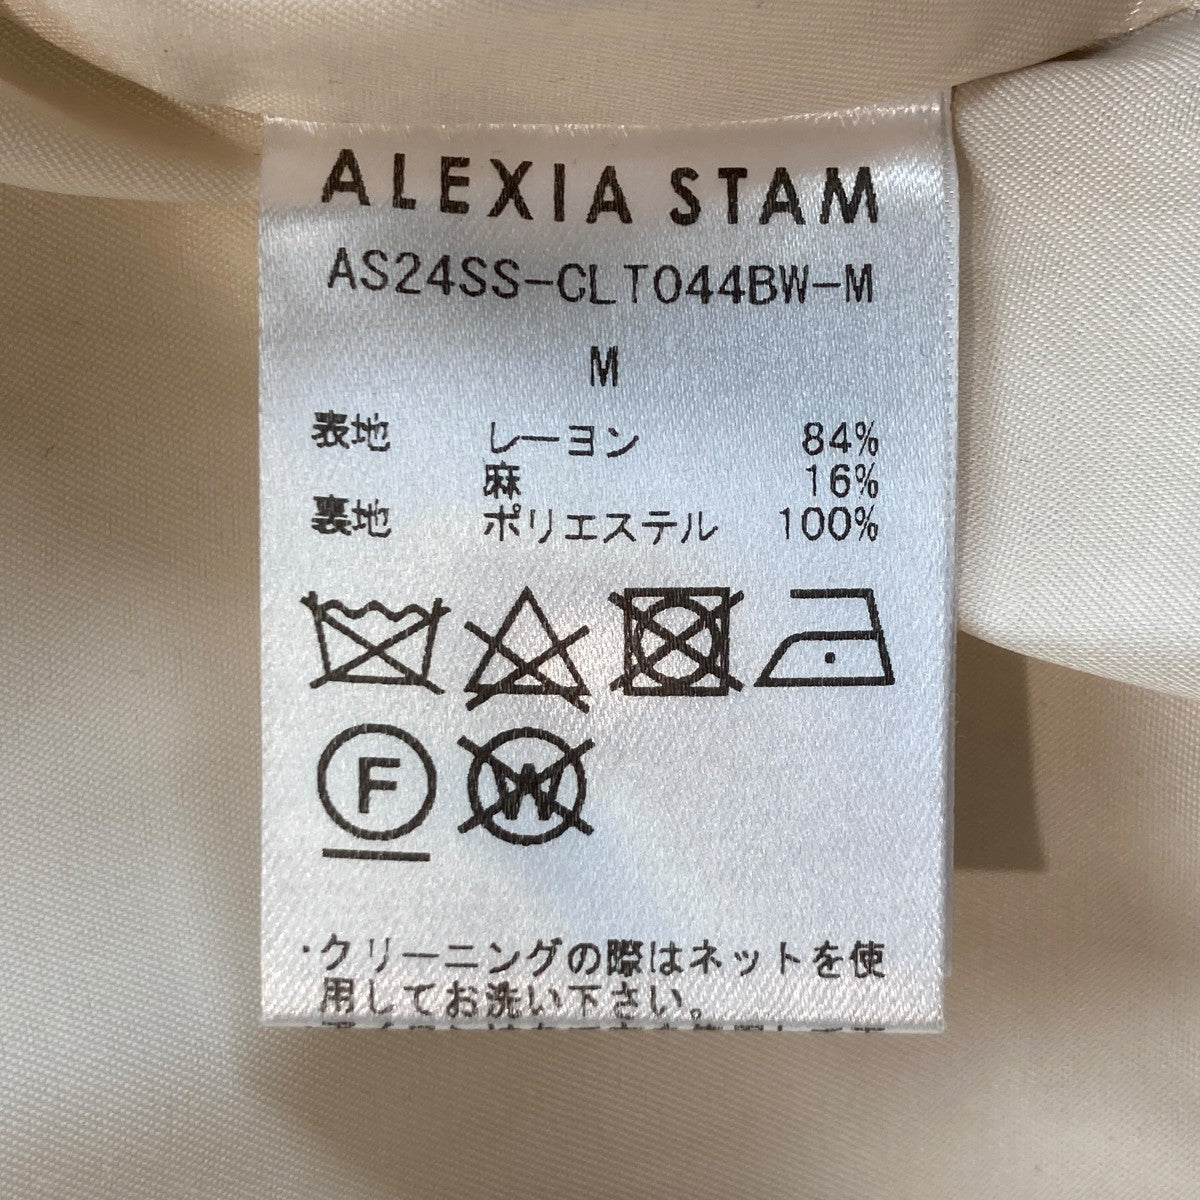 ALEXIA STAM
AS24SS-CLT044BW-M
M
表地 レーヨン 84%
麻 16%
裏地 ポリエステル 100%
F W
・クリーニングの際はネットを使
用してお洗い下さい。